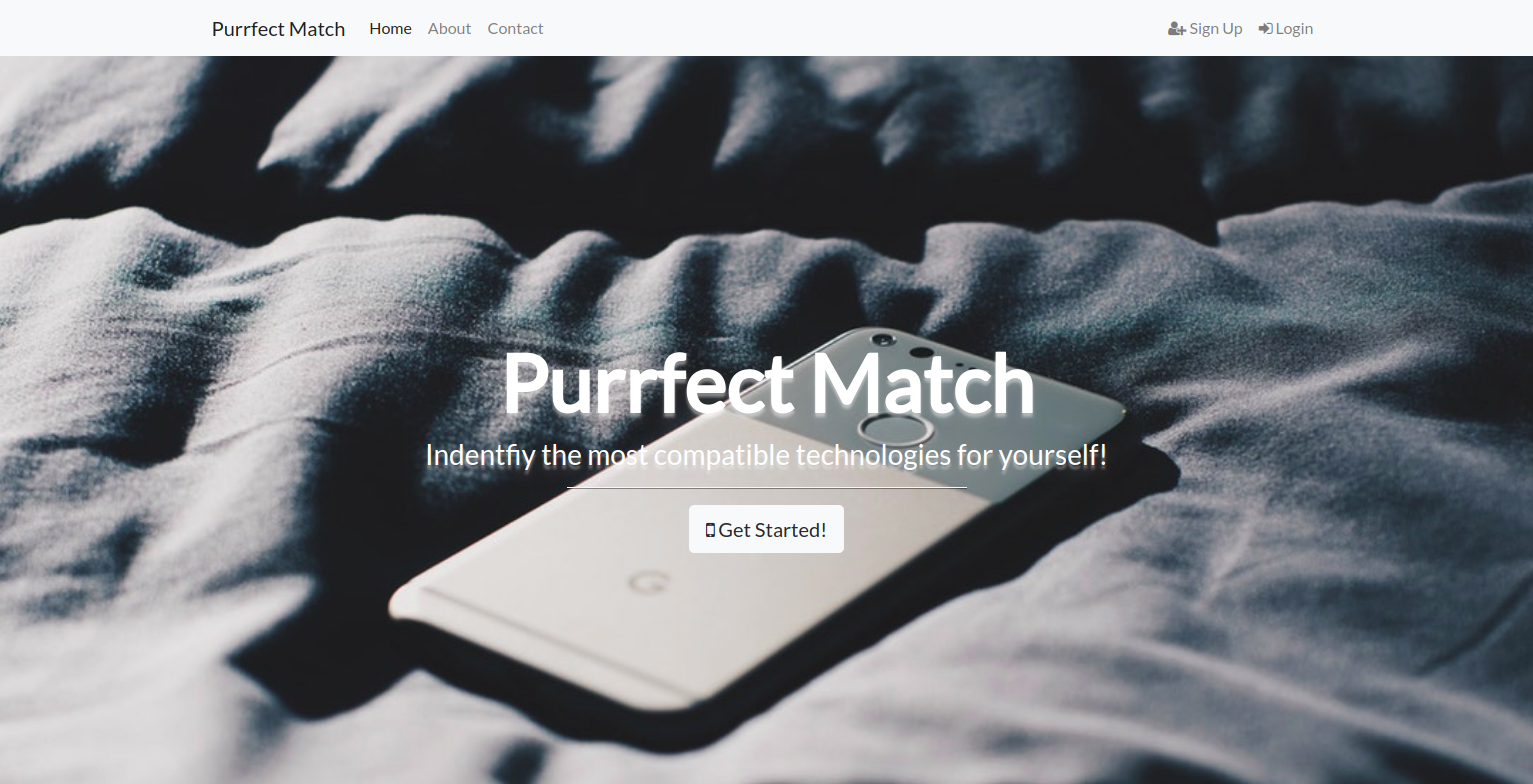 Purrfect Match Home About Contact Sign Up Login
Purrfect Match
Indentfiy the most compatible technologies for yourself!
Get Started!
G